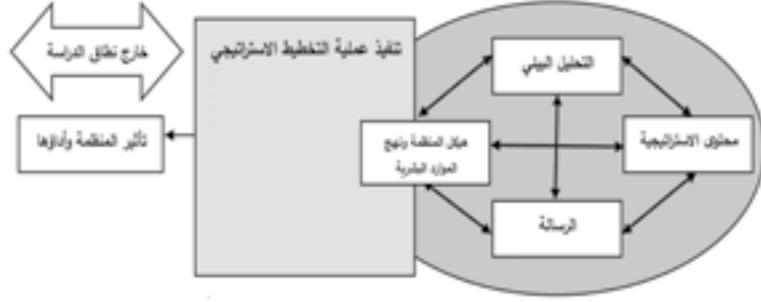 خارج نطاق الدراسة
تنفيذ عملية التخطيط الاستراتيجي
التحليل البيئي
تأثير المنظمة وأداؤها
هيكل المنظمة ونهج
الموارد البشرية
محتوى الاستراتيجية
الرسالة